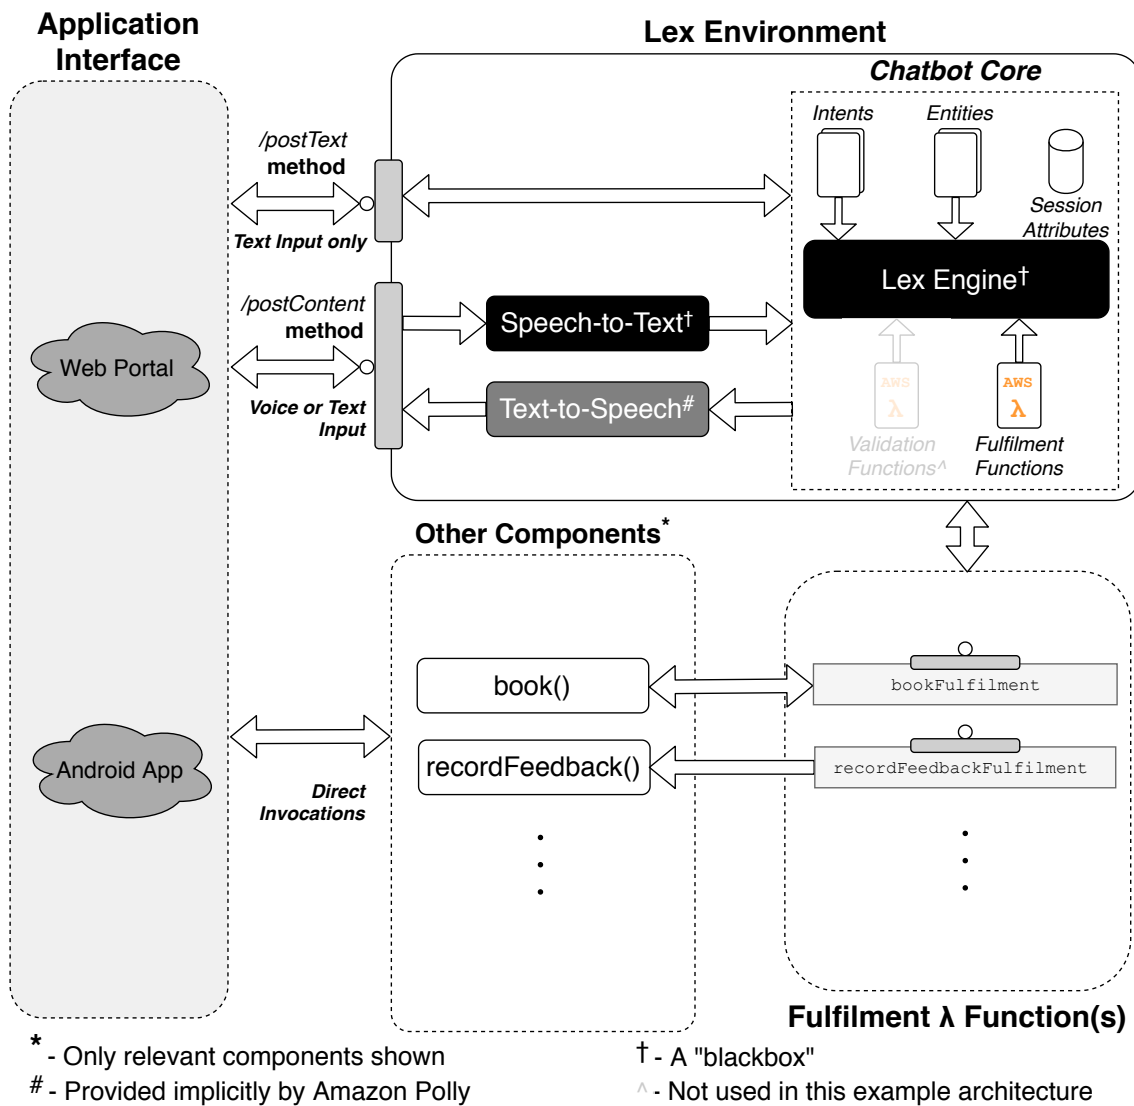 Application
Interface
Lex Environment
Chatbot Core
Intents
Entities
Session
Attributes
/postText
method
Text Input only
Lex Engine†
/postContent
method
Voice or Text
Input
Speech-to-Text†
Text-to-Speech#
Web Portal
AWS
λ
Validation
Functions^
AWS
λ
Fulfilment
Functions
Other Components*
book()
recordFeedback()
bookFulfilment
recordFeedbackFulfilment
Android App
Direct
Invocations
Fulfilment λ Function(s)
* - Only relevant components shown
# - Provided implicitly by Amazon Polly
† - A "blackbox"
^ - Not used in this example architecture